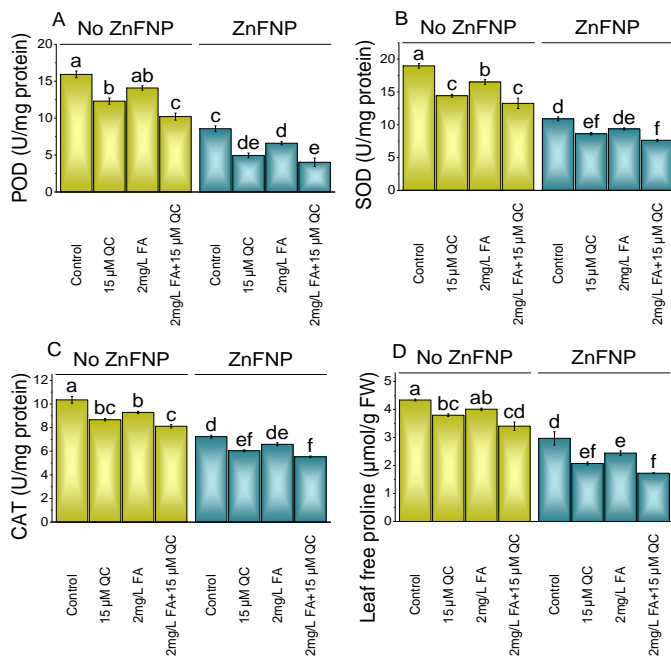 A
No ZnFNP
ZnFNP
POD (U/mg protein)
20
15
10
5
0
a
b
ab
c
c
de
d
e
Control
15 µM QC
2mg/L FA
2mg/L FA+15 µM QC
Control
15 µM QC
2mg/L FA
2mg/L FA+15 µM QC
B
No ZnFNP
ZnFNP
SOD (U/mg protein)
20
15
10
5
0
a
c
b
c
d
ef
de
f
Control
15 µM QC
2mg/L FA
2mg/L FA+15 µM QC
Control
15 µM QC
2mg/L FA
2mg/L FA+15 µM QC
C
No ZnFNP
ZnFNP
CAT (U/mg protein)
12
10
8
6
4
2
0
a
bc
b
c
d
ef
de
f
Control
15 µM QC
2mg/L FA
2mg/L FA+15 µM QC
Control
15 µM QC
2mg/L FA
2mg/L FA+15 µM QC
D
No ZnFNP
ZnFNP
Leaf free proline (µmol/g FW)
5
4
3
2
1
0
a
bc
ab
cd
d
ef
e
f
Control
15 µM QC
2mg/L FA
2mg/L FA+15 µM QC
Control
15 µM QC
2mg/L FA
2mg/L FA+15 µM QC